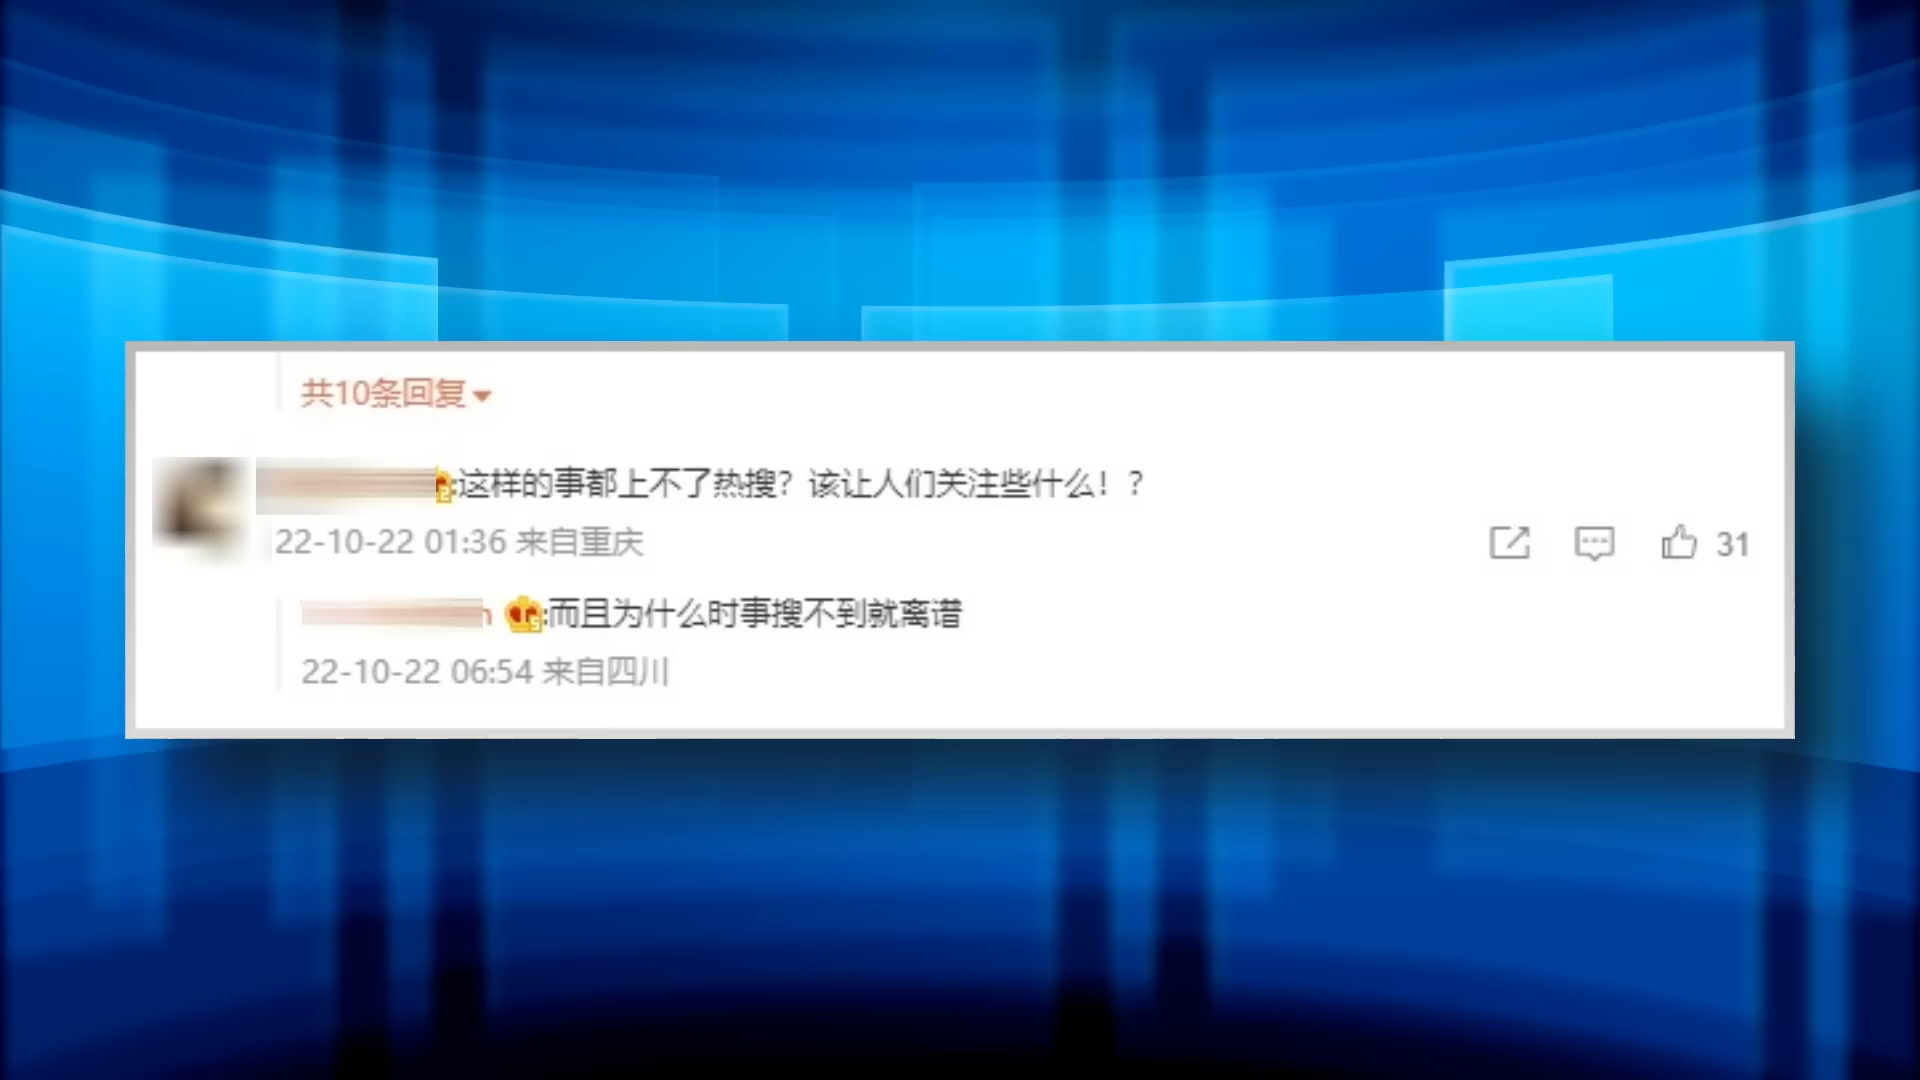 共10条回复
:这样的事都上不了热搜？该让人们关注些什么！？
22-10-22 01:36 来自重庆
31
:而且为什么时事搜不到就离谱
22-10-22 06:54 来自四川